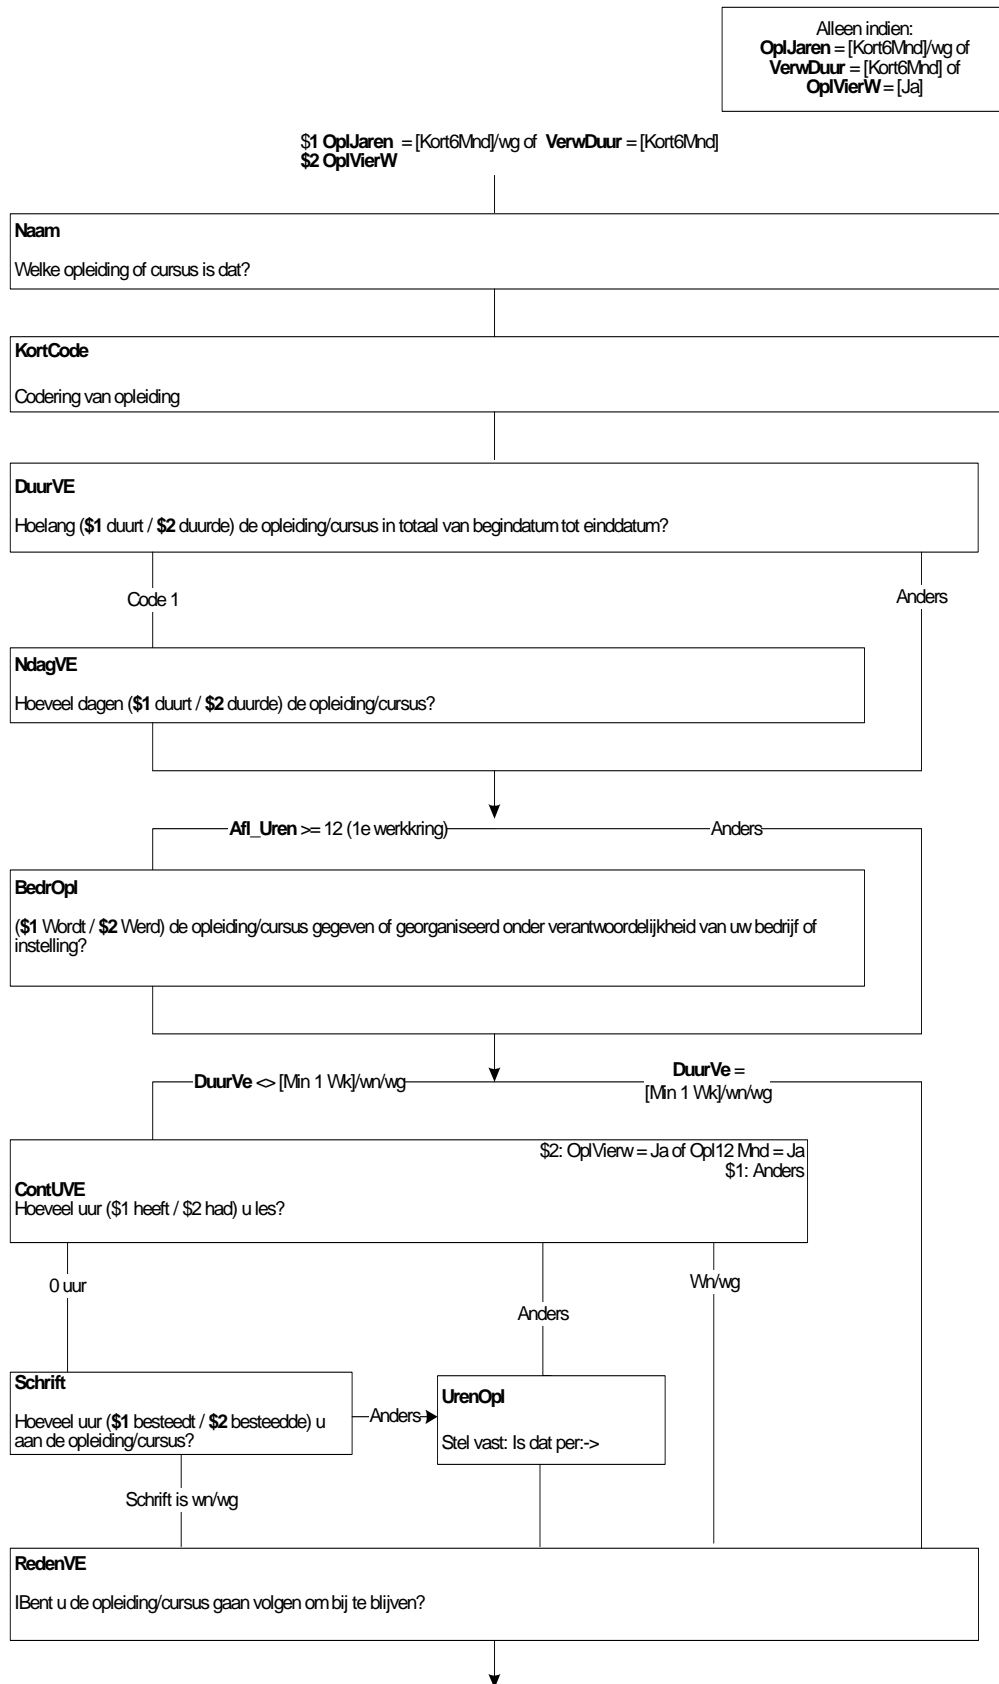 Alleen indien:
OplJaren = [Kort6Mnd]/wg of
VerwDuur = [Kort6Mnd] of
OplVierW = [Ja]
$1 OplJaren = [Kort6Mnd]/wg of VerwDuur = [Kort6Mnd]
$2 OplVierW
Naam
Welke opleiding of cursus is dat?
KortCode
Codering van opleiding
DuurVE
Hoelang ($1 duurt / $2 duurde) de opleiding/cursus in totaal van begindatum tot einddatum?
Code 1
Anders
NdagVE
Hoeveel dagen ($1 duurt / $2 duurde) de opleiding/cursus?
Afl_Uren >= 12 (1e werkkring)
Anders
BedrOpl
($1 Wordt / $2 Werd) de opleiding/cursus gegeven of georganiseerd onder verantwoordelijkheid van uw bedrijf of
instelling?
DuurVe <> [Min 1 Wk]/wn/wg
DuurVe =
[Min 1 Wk]/wn/wg
$2: OplVierw = Ja of Opl12 Mnd = Ja
$1: Anders
ContUVE
Hoeveel uur ($1 heeft / $2 had) u les?
0 uur
Anders
Wn/wg
Schrift
Hoeveel uur ($1 besteedt / $2 besteedde) u
aan de opleiding/cursus?
Anders
UrenOpl
Stel vast: Is dat per:->
Schrift is wn/wg
RedenVE
IBent u de opleiding/cursus gaan volgen om bij te blijven?